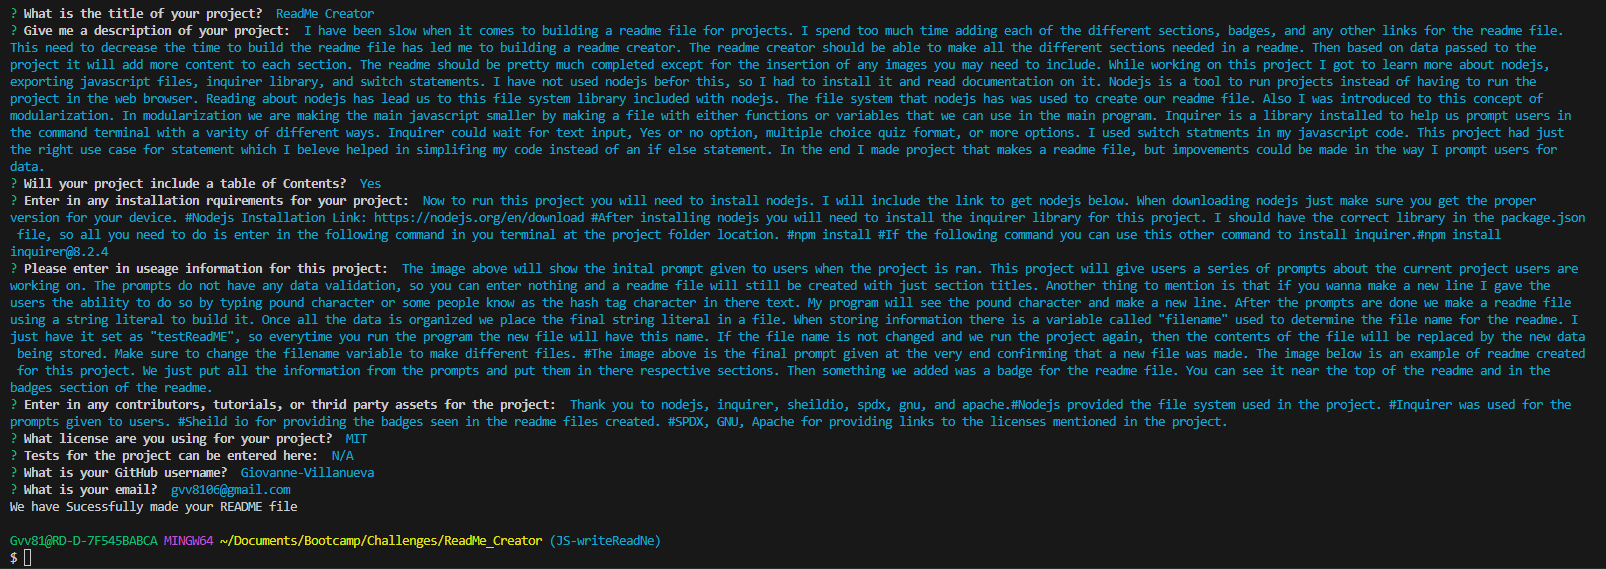 ? What is the title of your project? ReadMe Creator
? Give me a description of your project: I have been slow when it comes to building a readme file for projects. I spend too much time adding each of the different sections, badges, and any other links for the readme file.
This need to decrease the time to build the readme file has led me to building a readme creator. The readme creator should be able to make all the different sections needed in a readme. Then based on data passed to the
project it will add more content to each section. The readme should be pretty much completed except for the insertion of any images you may need to include. While working on this project I got to learn more about nodejs,
exporting javascript files, inquirer library, and switch statements. I have not used nodejs befor this, so I had to install it and read documentation on it. Nodejs is a tool to run projects instead of having to run the
project in the web browser. Reading about nodejs has lead us to this file system library included with nodejs. The file system that nodejs has was used to create our readme file. Also I was introduced to this concept of
modularization. In modularization we are making the main javascript smaller by making a file with either functions or variables that we can use in the main program. Inquirer is a library installed to help us prompt users in
the command terminal with a varity of different ways. Inquirer could wait for text input, Yes or no option, multiple choice quiz format, or more options. I used switch statments in my javascript code. This project had just
the right use case for statement which I beleve helped in simplifing my code instead of an if else statement. In the end I made project that makes a readme file, but impovements could be made in the way I prompt users for
data.
? Will your project include a table of Contents? Yes
? Enter in any installation rquirements for your project: Now to run this project you will need to install nodejs. I will include the link to get nodejs below. When downloading nodejs just make sure you get the proper
version for your device. #Nodejs Installation Link: https://nodejs.org/en/download #After installing nodejs you will need to install the inquirer library for this project. I should have the correct library in the package.json
file, so all you need to do is enter in the following command in you terminal at the project folder location. #npm install #If the following command you can use this other command to install inquirer.#npm install
inquirer@8.2.4
? Please enter in useage information for this project: The image above will show the inital prompt given to users when the project is ran. This project will give users a series of prompts about the current project users are
working on. The prompts do not have any data validation, so you can enter nothing and a readme file will still be created with just section titles. Another thing to mention is that if you wanna make a new line I gave the
users the ability to do so by typing pound character or some people know as the hash tag character in there text. My program will see the pound character and make a new line. After the prompts are done we make a readme file
using a string literal to build it. Once all the data is organized we place the final string literal in a file. When storing information there is a variable called "filename" used to determine the file name for the readme. I
just have it set as "testReadME", so everytime you run the program the new file will have this name. If the file name is not changed and we run the project again, then the contents of the file will be replaced by the new data
being stored. Make sure to change the filename variable to make different files. #The image above is the final prompt given at the very end confirming that a new file was made. The image below is an example of readme created
for this project. We just put all the information from the prompts and put them in there respective sections. Then something we added was a badge for the readme file. You can see it near the top of the readme and in the
badges section of the readme.
? Enter in any contributors, tutorials, or thrid party assets for the project: Thank you to nodejs, inquirer, sheildio, spdx, gnu, and apache.#Nodejs provided the file system used in the project. #Inquirer was used for the
prompts given to users. #Sheild io for providing the badges seen in the readme files created. #SPDX, GNU, Apache for providing links to the licenses mentioned in the project.
? What license are you using for your project? MIT
? Tests for the project can be entered here: N/A
? What is your GitHub username? Giovanne-Villanueva
? What is your email? gvv8106@gmail.com
We have Sucessfully made your README file
Gvv81@RD-D-7F545BABCA MINGW64 ~/Documents/Bootcamp/Challenges/ReadMe_Creator (JS-writeReadNe)
$